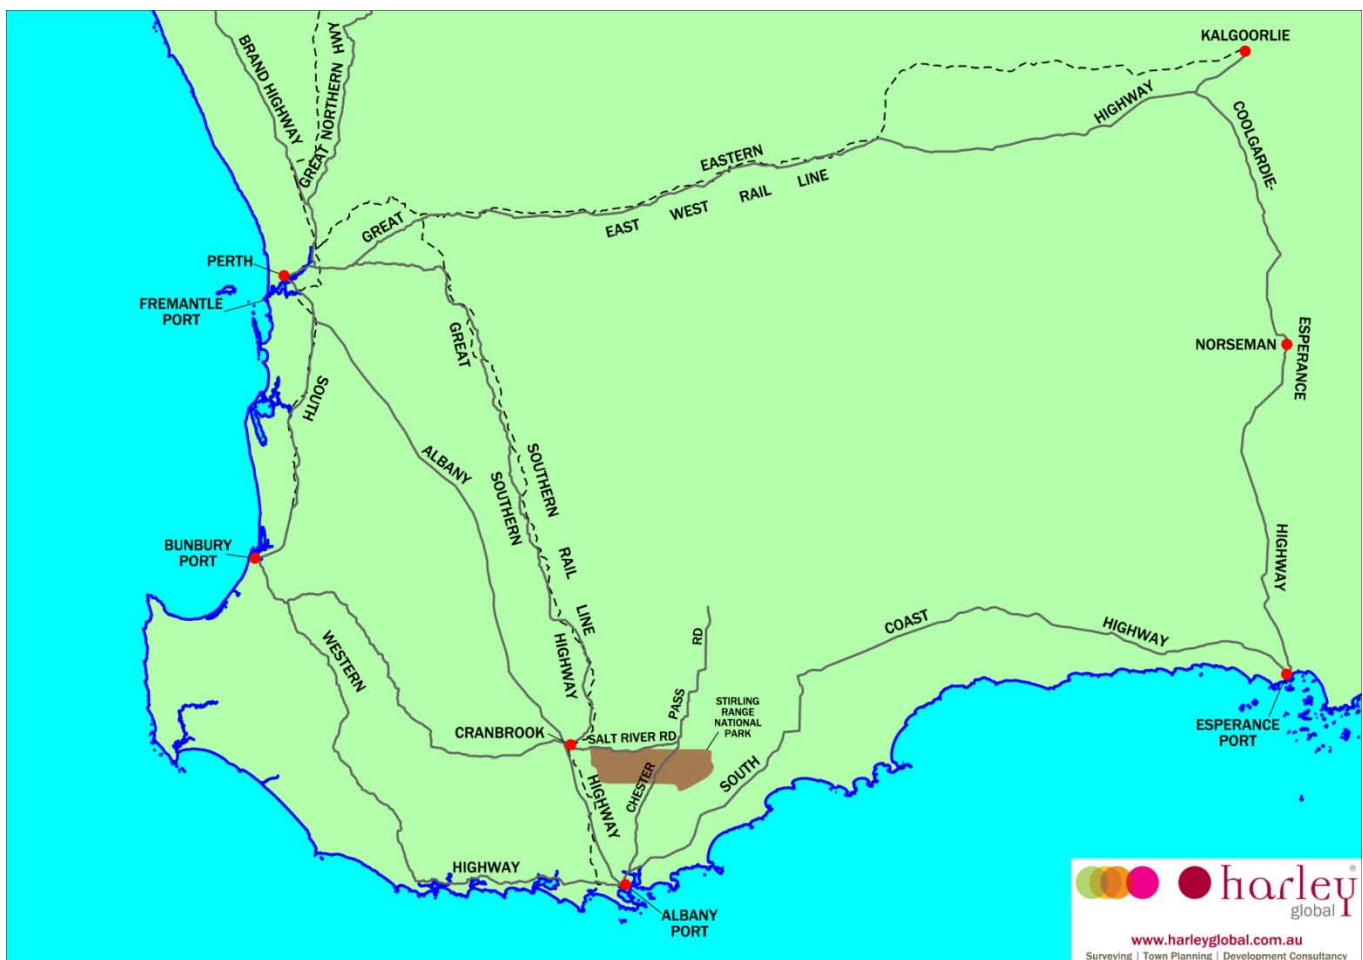 KALGOORLIE
BRAND HIGHWAY
GREAT NORTHERN HWY
HIGHWAY
COOLGARDIE-
EASTERN
EAST WEST RAIL LINE
GREAT
PERTH
FREMANTLE
PORT
GREAT
NORSEMAN
ESPERANCE
SOUTH
ALBANY
SOUTHERN
SOUTHERN
RAIL
LINE
BUNBURY
PORT
HIGHWAY
WESTERN
HIGHWAY
RD
PASS
COAST
HIGHWAY
STIRLING
RANGE
NATIONAL
PARK
CRANBROOK
SALT RIVER RD
ESPERANCE
PORT
CHESTER
HIGHWAY
SOUTH
HIGHWAY
ALBANY
PORT
harley®
global
www.harleyglobal.com.au
Surveying | Town Planning | Development Consultancy